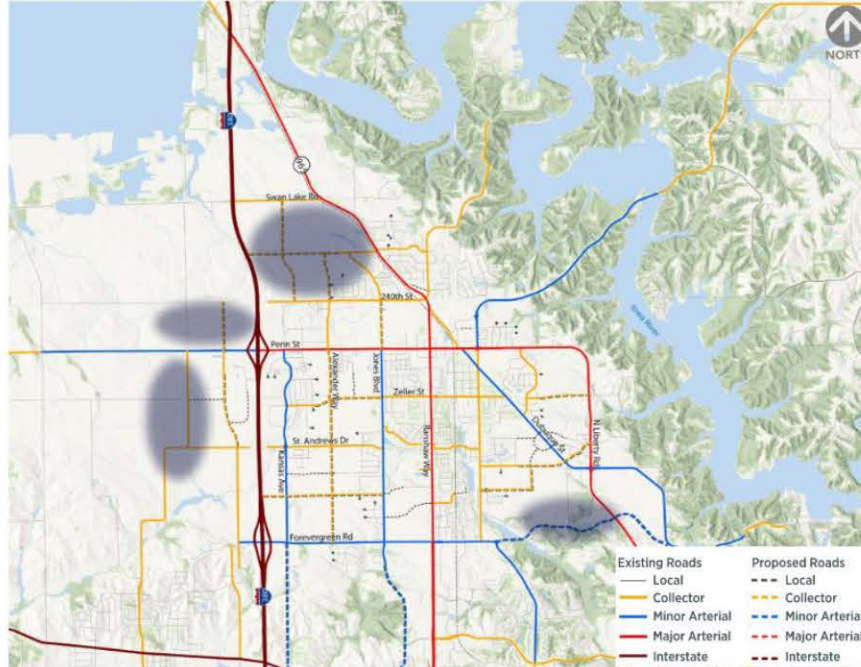 NORTH
Swan Lake Rd
240th St
Iowa River
Penn St
Alexander Way
Jones Blvd
Zeller St
Ranshaw Way
Dubuque St
N Liberty Rd
St. Andrews Dr
Kansas Ave
Forevergreen Rd
Existing Roads
Local
Collector
Minor Arterial
Major Arterial
Interstate
Proposed Roads
Local
Collector
Minor Arterial
Major Arterial
Interstate